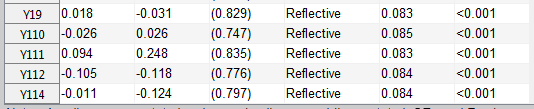 Y19 0.018 -0.031 (0.829) Reflective 0.083 <0.001
Y110 -0.026 0.026 (0.747) Reflective 0.085 <0.001
Y111 0.094 0.248 (0.835) Reflective 0.083 <0.001
Y112 -0.105 -0.118 (0.776) Reflective 0.084 <0.001
Y114 -0.011 -0.124 (0.797) Reflective 0.084 <0.001